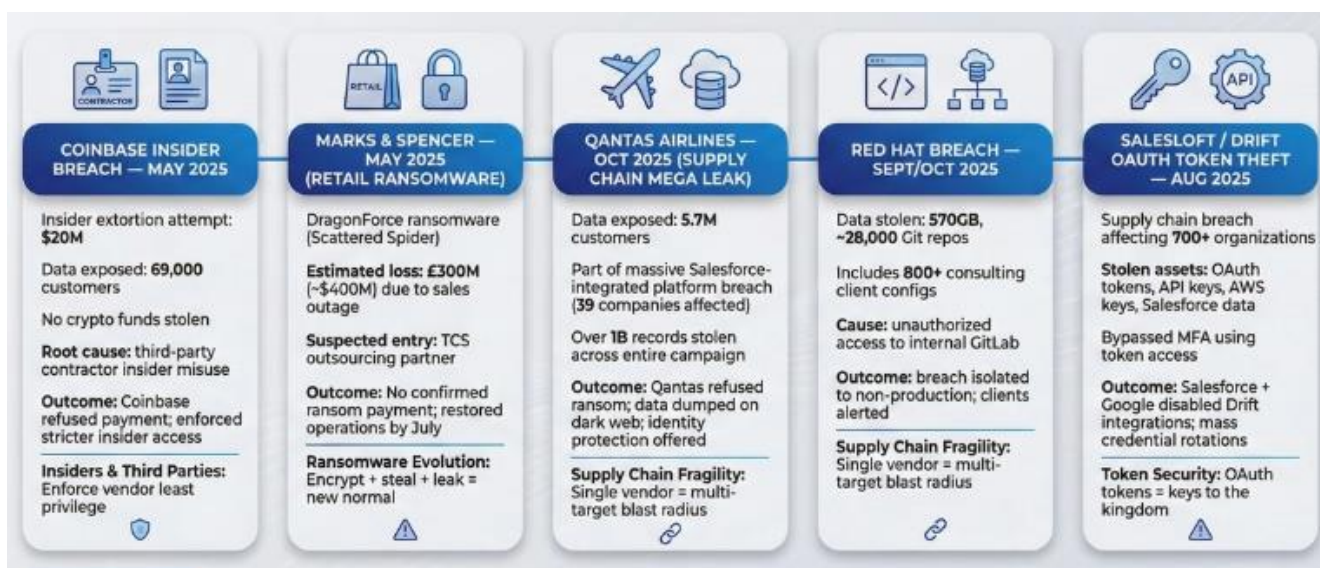 CONTRACTOR
COINBASE INSIDER
BREACH — MAY 2025
Insider extortion attempt:
$20M
Data exposed: 69,000
customers
No crypto funds stolen
Root cause: third-party
contractor insider misuse
Outcome: Coinbase
refused payment; enforced
stricter insider access
Insiders & Third Parties:
Enforce vendor least
privilege
RETAIL
MARKS & SPENCER —
MAY 2025
(RETAIL RANSOMWARE)
DragonForce ransomware
(Scattered Spider)
Estimated loss: £300M
(~$400M) due to sales
outage
Suspected entry: TCS
outsourcing partner
Outcome: No confirmed
ransom payment; restored
operations by July
Ransomware Evolution:
Encrypt + steal + leak =
new normal
QANTAS AIRLINES —
OCT 2025 (SUPPLY
CHAIN MEGA LEAK)
Data exposed: 5.7M
customers
Part of massive Salesforce-
integrated platform breach
(39 companies affected)
Over 1B records stolen
across entire campaign
Outcome: Qantas refused
ransom; data dumped on
dark web; identity
protection offered
Supply Chain Fragility:
Single vendor = multi-
target blast radius
</>
RED HAT BREACH —
SEPT/OCT 2025
Data stolen: 570GB,
~28,000 Git repos
Includes 800+ consulting
client configs
Cause: unauthorized
access to internal GitLab
Outcome: breach isolated
to non-production; clients
alerted
Supply Chain Fragility:
Single vendor = multi-
target blast radius
API
SALESLOFT / DRIFT
OAUTH TOKEN THEFT
— AUG 2025
Supply chain breach
affecting 700+ organizations
Stolen assets: OAuth
tokens, API keys, AWS
keys, Salesforce data
Bypassed MFA using
token access
Outcome: Salesforce +
Google disabled Drift
integrations; mass
credential rotations
Token Security: OAuth
tokens = keys to the
kingdom